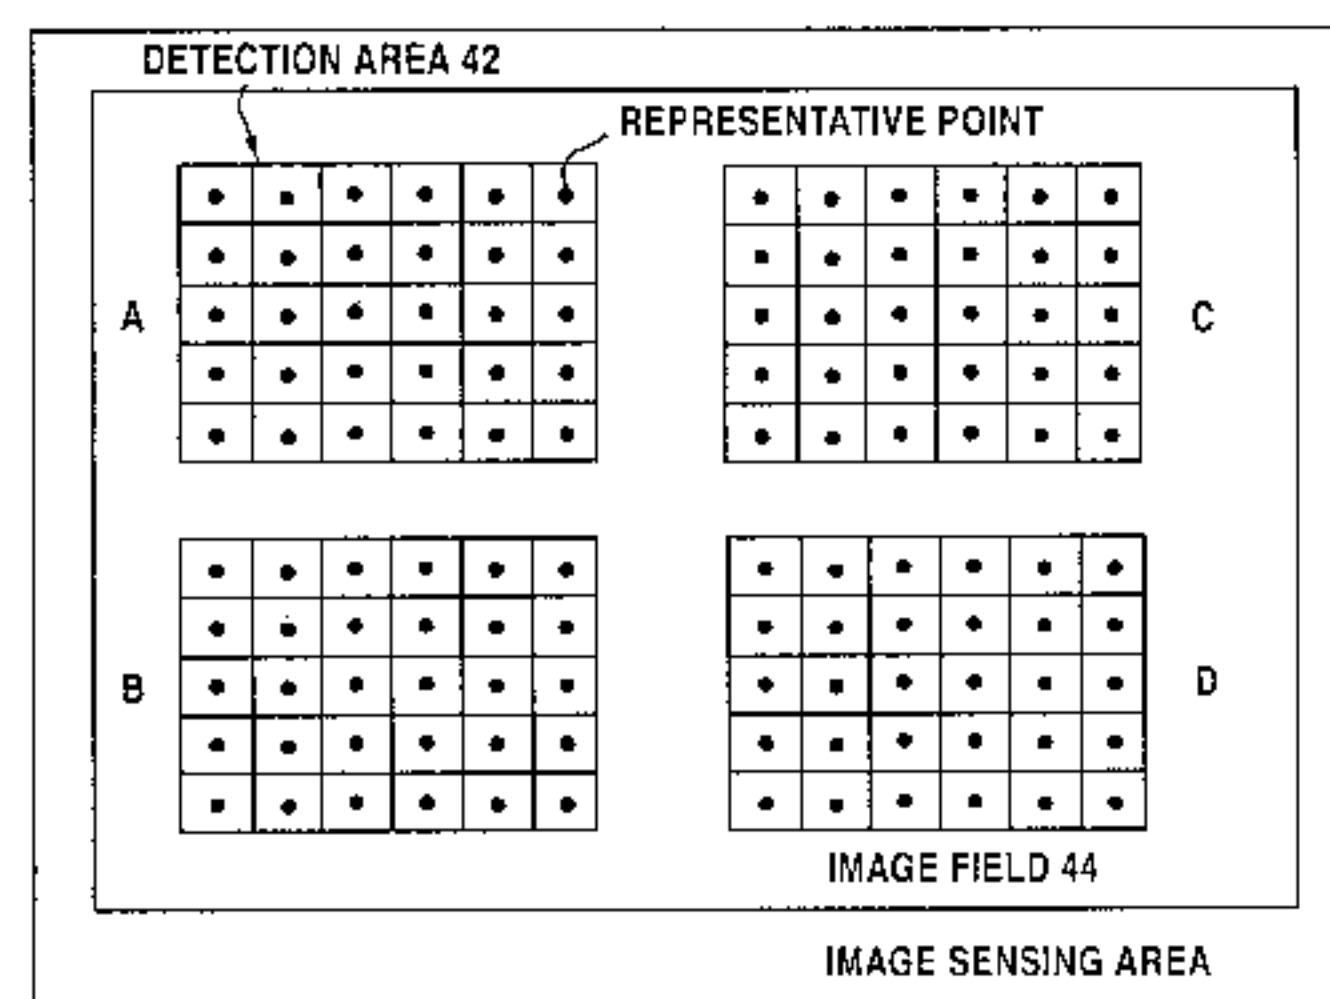 DETECTION AREA 42
REPRESENTATIVE POINT
A
C
B
D
IMAGE FIELD 44
IMAGE SENSING AREA